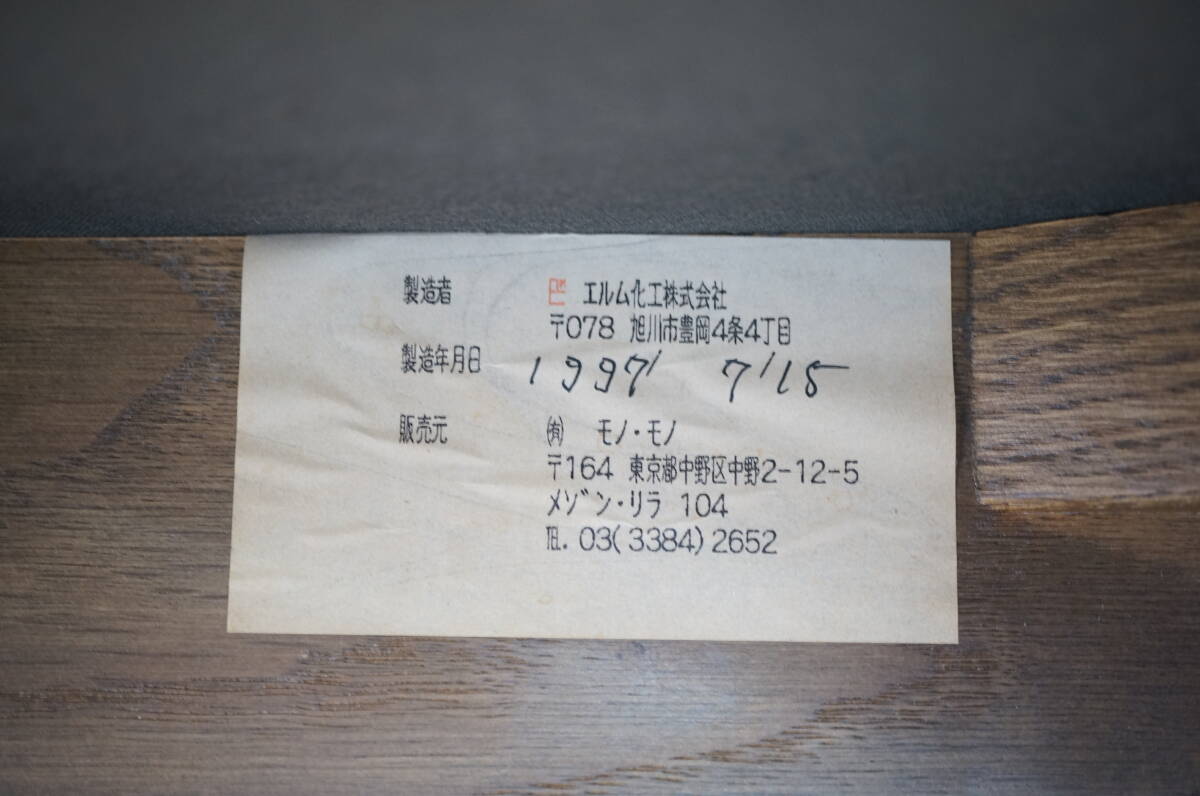 製造者 エルム化工株式会社
〒078 旭川市豊岡4条4丁目
製造年月日 1997' 7'15
販売元 ㈲ モノ・モノ
〒164 東京都中野区中野2-12-5
メゾン・リラ 104
℡. 03(3384)2652